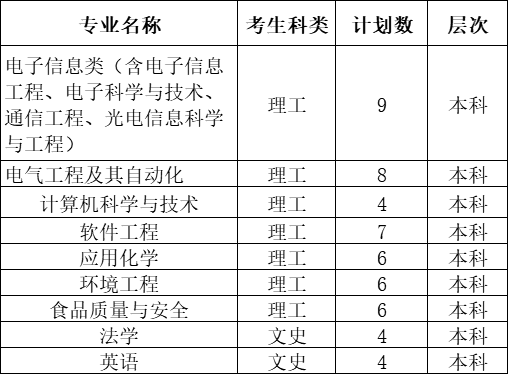 专业名称 考生科类 计划数 层次
电子信息类（含电子信息
工程、电子科学与技术、
通信工程、光电信息科学
与工程） 理工 9 本科
电气工程及其自动化 理工 8 本科
计算机科学与技术 理工 4 本科
软件工程 理工 7 本科
应用化学 理工 6 本科
环境工程 理工 6 本科
食品质量与安全 理工 6 本科
法学 文史 4 本科
英语 文史 4 本科